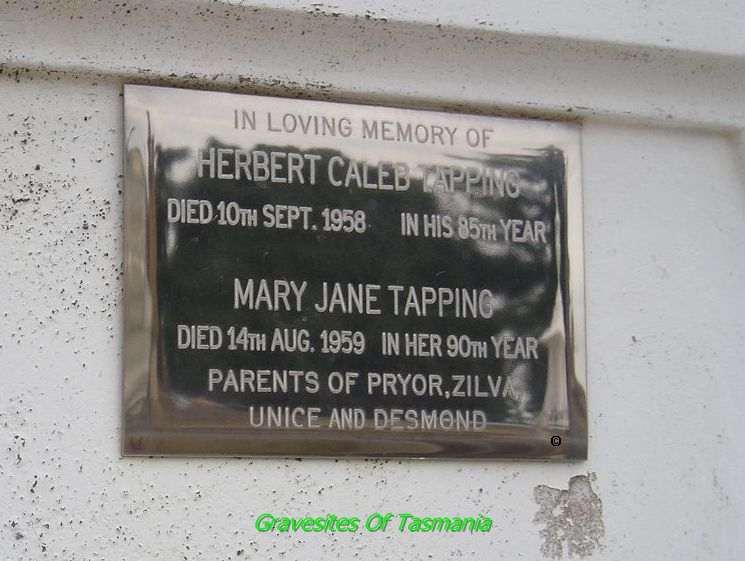 IN LOVING MEMORY OF
HERBERT CALEB TAPPING
DIED 10TH SEPT. 1958 IN HIS 85TH YEAR
MARY JANE TAPPING
DIED 14TH AUG. 1959 IN HER 90TH YEAR
PARENTS OF PRYOR, ZILVA,
UNICE AND DESMOND
©
Gravesites Of Tasmania